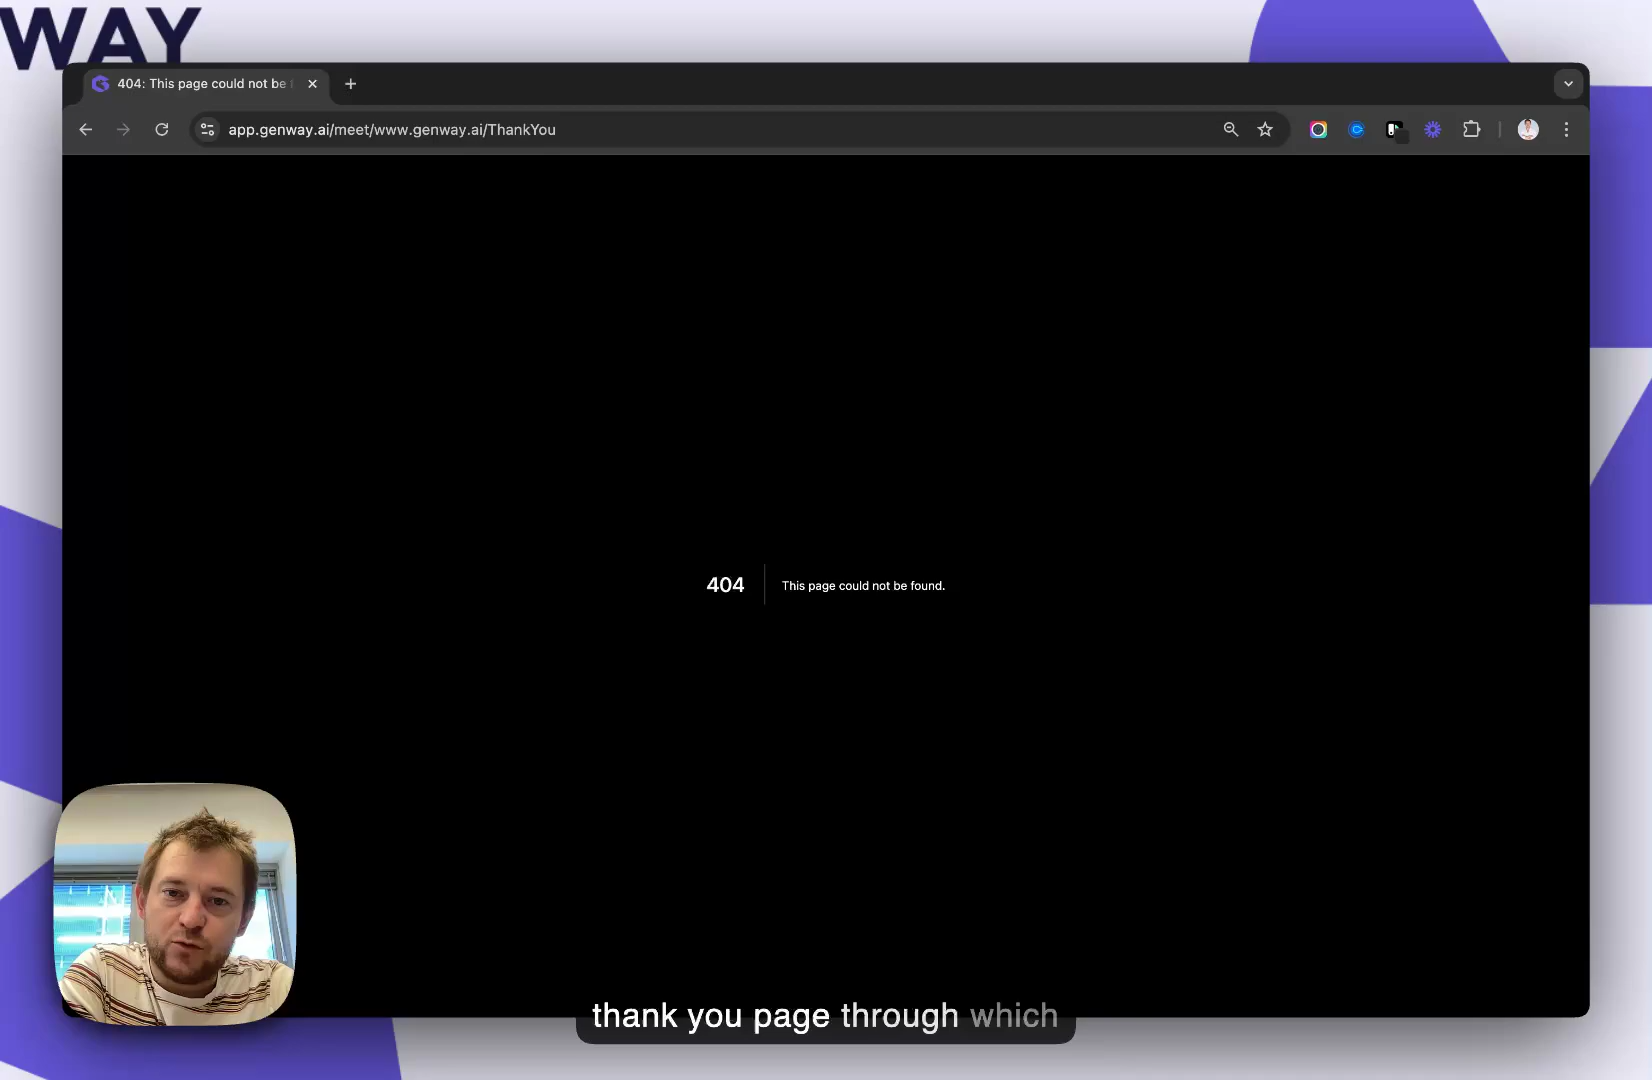 WAY
404: This page could not be
app.genway.ai/meet/www.genway.ai/ThankYou
404
This page could not be found.
thank you page through which